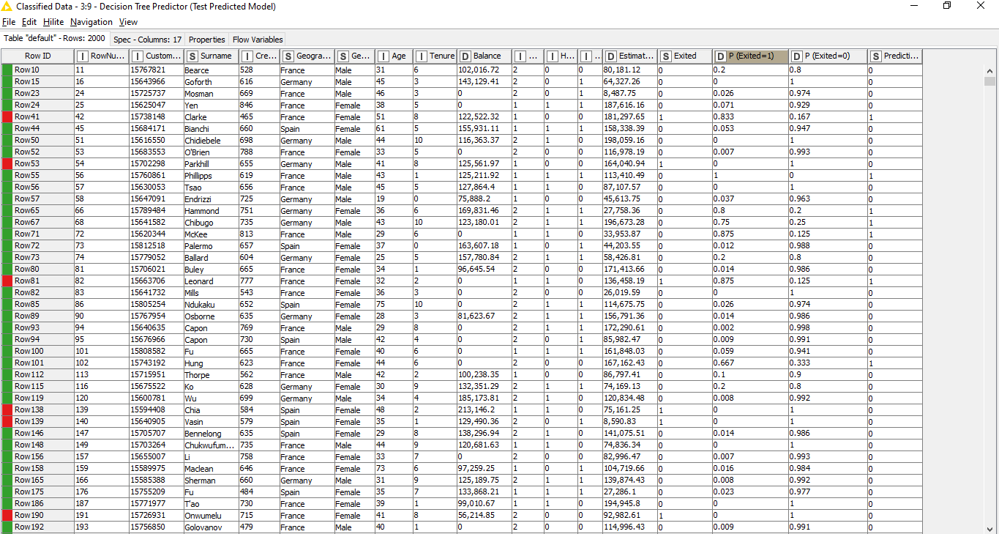 Classified Data - 3:9 - Decision Tree Predictor (Test Predicted Model)
File Edit Hilite Navigation View
Table "default" - Rows: 2000 Spec - Columns: 17 Properties Flow Variables
Row ID I RowNu... I Custom... S Surname I Cre... S Geogra... S Ge... I Age I Tenure D Balance I ... I H... I ... D Estimat... S Exited D P (Exited=1) D P (Exited=0) S Predicti...
Row10 11 15767821 Bearce 528 France Male 31 6 102,016.72 2 0 0 80,181.12 0 0.2 0.8 0
Row15 16 15643966 Goforth 616 Germany Male 45 3 143,129.41 2 0 1 64,327.26 0 0 1 0
Row23 24 15725737 Mosman 669 France Male 46 3 0 2 0 1 8,487.75 0 0.026 0.974 0
Row24 25 15625047 Yen 846 France Female 38 5 0 1 1 1 187,616.16 0 0.071 0.929 0
Row41 42 15738148 Clarke 465 France Female 51 8 122,522.32 1 0 0 181,297.65 1 0.833 0.167 1
Row44 45 15684171 Bianchi 660 Spain Female 61 5 155,931.11 1 1 1 158,338.39 0 0.053 0.947 0
Row50 51 15616550 Chidiebele 698 Germany Male 44 10 116,363.37 2 1 0 198,059.16 0 0 1 0
Row52 53 15683553 O'Brien 788 France Female 33 5 0 2 0 0 116,978.19 0 0.007 0.993 0
Row53 54 15702298 Parkhill 655 Germany Male 41 8 125,561.97 1 0 0 164,040.94 1 0 1 0
Row55 56 15760861 Phillipps 619 France Male 43 1 125,211.92 1 1 1 113,410.49 0 1 0 1
Row56 57 15630053 Tsao 656 France Male 45 5 127,864.4 1 1 0 87,107.57 0 0 1 0
Row57 58 15647091 Endrizzi 725 Germany Male 19 0 75,888.2 1 0 0 45,613.75 0 0.037 0.963 0
Row65 66 15789484 Hammond 751 Germany Female 36 6 169,831.46 2 1 1 27,758.36 0 0.8 0.2 1
Row67 68 15641582 Chibugo 735 Germany Male 43 10 123,180.01 2 1 1 196,673.28 0 0.75 0.25 1
Row71 72 15620344 McKee 813 France Male 29 6 0 1 1 0 33,953.87 0 0.875 0.125 1
Row72 73 15812518 Palermo 657 Spain Female 37 0 163,607.18 1 0 1 44,203.55 0 0.012 0.988 0
Row73 74 15779052 Ballard 604 Germany Female 25 5 157,780.84 2 1 1 58,426.81 0 0.2 0.8 0
Row80 81 15706021 Buley 665 France Female 34 1 96,645.54 2 0 0 171,413.66 0 0.014 0.986 0
Row81 82 15663706 Leonard 777 France Female 32 2 0 1 1 0 136,458.19 1 0.875 0.125 1
Row82 83 15641732 Mills 543 France Female 36 3 0 2 0 0 26,019.59 0 0 1 0
Row85 86 15805254 Ndukaku 652 Spain Female 75 10 0 2 1 1 114,675.75 0 0.026 0.974 0
Row89 90 15767954 Osborne 635 Germany Female 28 3 81,623.67 2 1 1 156,791.36 0 0.014 0.986 0
Row93 94 15640635 Capon 769 France Male 29 8 0 2 1 1 172,290.61 0 0.002 0.998 0
Row94 95 15676966 Capon 730 Spain Male 42 4 0 2 0 1 85,982.47 0 0.009 0.991 0
Row100 101 15808582 Fu 665 France Female 40 6 0 1 1 1 161,848.03 0 0.059 0.941 0
Row101 102 15743192 Hung 623 France Female 44 6 0 2 0 0 167,162.43 0 0.667 0.333 1
Row112 113 15715951 Thorpe 562 France Male 42 2 100,238.35 1 0 0 86,797.41 0 0.1 0.9 0
Row115 116 15675522 Ko 628 Germany Female 30 9 132,351.29 2 1 1 74,169.13 0 0.2 0.8 0
Row119 120 15600781 Wu 699 Germany Male 34 4 185,173.81 2 1 0 120,834.48 0 0.008 0.992 0
Row138 139 15594408 Chia 584 Spain Female 48 2 213,146.2 1 1 0 75,161.25 1 0 1 0
Row139 140 15640905 Vasin 579 Spain Female 35 1 129,490.36 2 0 1 8,590.83 1 0 1 0
Row146 147 15705707 Bennelong 635 Spain Female 29 8 138,296.94 2 1 0 141,075.51 0 0.014 0.986 0
Row148 149 15703264 Chukwufum... 735 France Male 44 9 120,681.63 1 1 0 74,836.34 0 0 1 0
Row156 157 15655007 Li 758 France Female 33 7 0 2 0 0 82,996.47 0 0.007 0.993 0
Row158 159 15589975 Maclean 646 France Female 73 6 97,259.25 1 0 1 104,719.66 0 0.016 0.984 0
Row165 166 15585388 Sherman 660 Germany Male 31 9 125,189.75 2 1 0 139,874.43 0 0.008 0.992 0
Row175 176 15755209 Fu 484 Spain Female 35 7 133,868.21 1 1 1 27,286.1 0 0.023 0.977 0
Row186 187 15771977 T'ao 730 France Female 39 1 99,010.67 1 1 0 194,945.8 0 0 1 0
Row190 191 15726931 Onwumelu 715 France Female 41 8 56,214.85 2 0 0 92,982.61 1 0 1 0
Row192 193 15756850 Golovanov 479 France Male 40 1 0 2 0 0 114,996.43 0 0.009 0.991 0